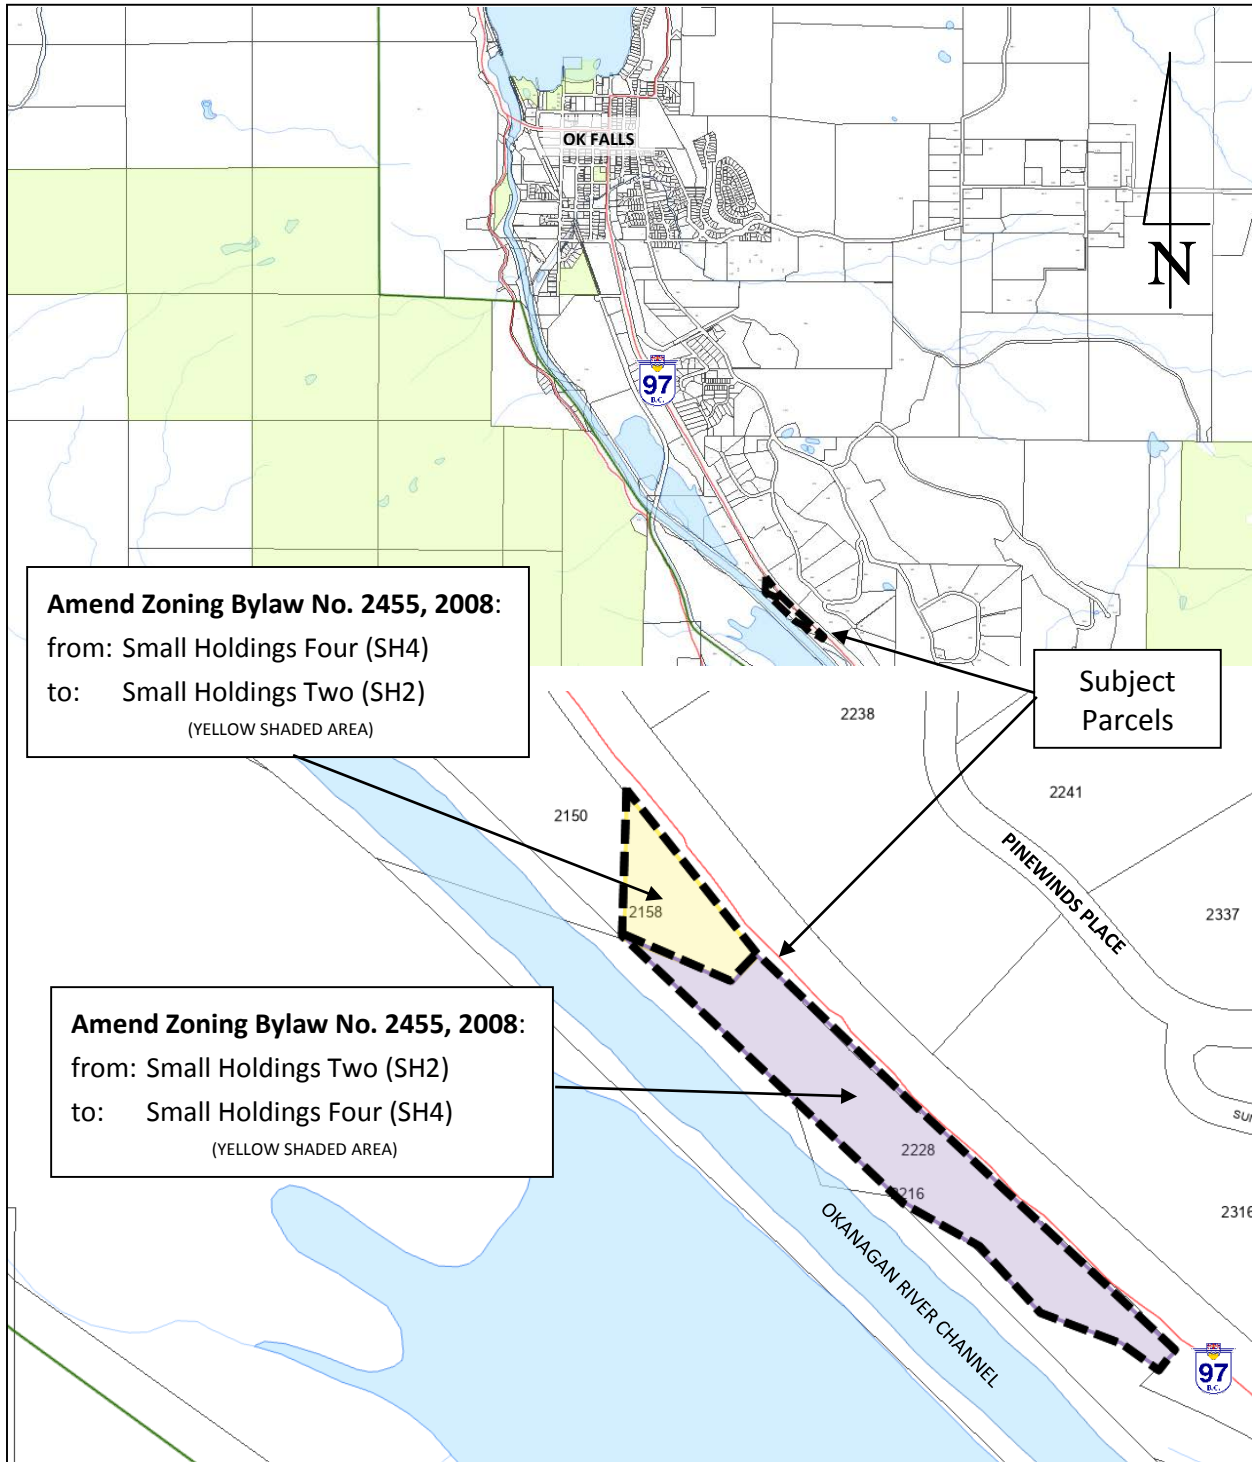 OK FALLS
N
97
B.C.
Amend Zoning Bylaw No. 2455, 2008:
from: Small Holdings Four (SH4)
to: Small Holdings Two (SH2)
(YELLOW SHADED AREA)
Subject
Parcels
2238
2241
2150
PINEWINDS PLACE
2337
2158
Amend Zoning Bylaw No. 2455, 2008:
from: Small Holdings Two (SH2)
to: Small Holdings Four (SH4)
(YELLOW SHADED AREA)
SUN
2228
2216
2316
OKANAGAN RIVER CHANNEL
97
B.C.